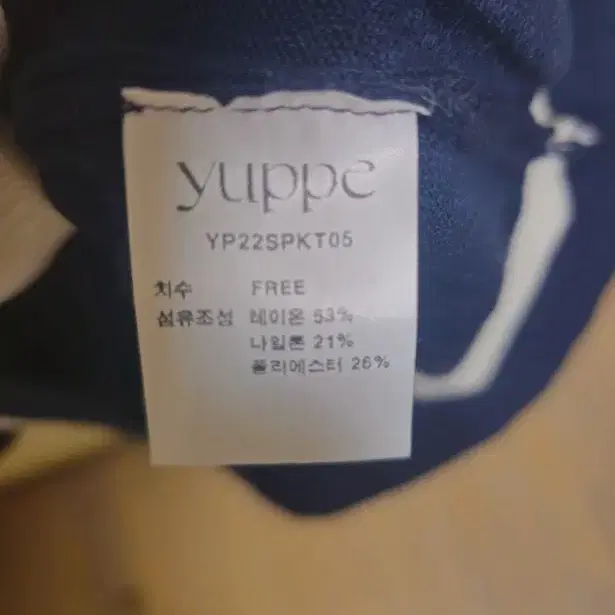 yuppe
YP22SPKT05
치수 FREE
섬유조성 레이온 53%
나일론 21%
폴리에스터 26%